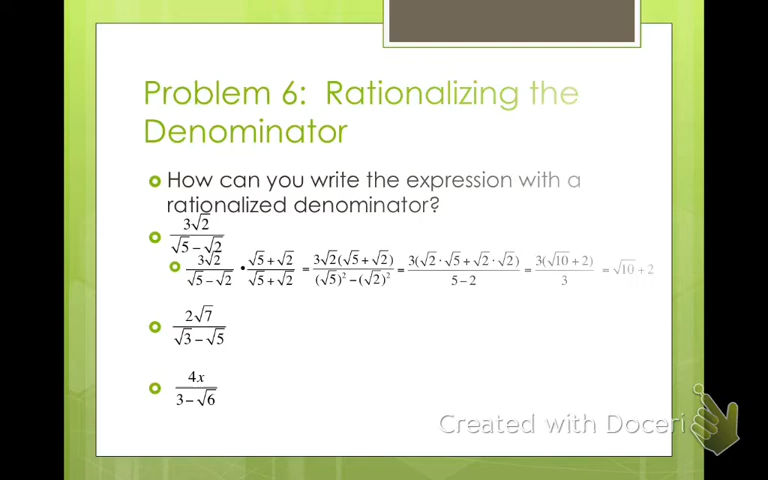 Problem 6:  Rationalizing the
Denominator
How can you write the expression with a
rationalized denominator?
3√2 / (√5 − √2)
3√2 / (√5 − √2) • (√5 + √2) / (√5 + √2) = 3√2(√5 + √2) / ((√5)² − (√2)²) = 3(√2 · √5 + √2 · √2) / (5 − 2) = 3(√10 + 2) / 3 = √10 + 2
2√7 / (√3 − √5)
4x / (3 − √6)
Created with Doceri